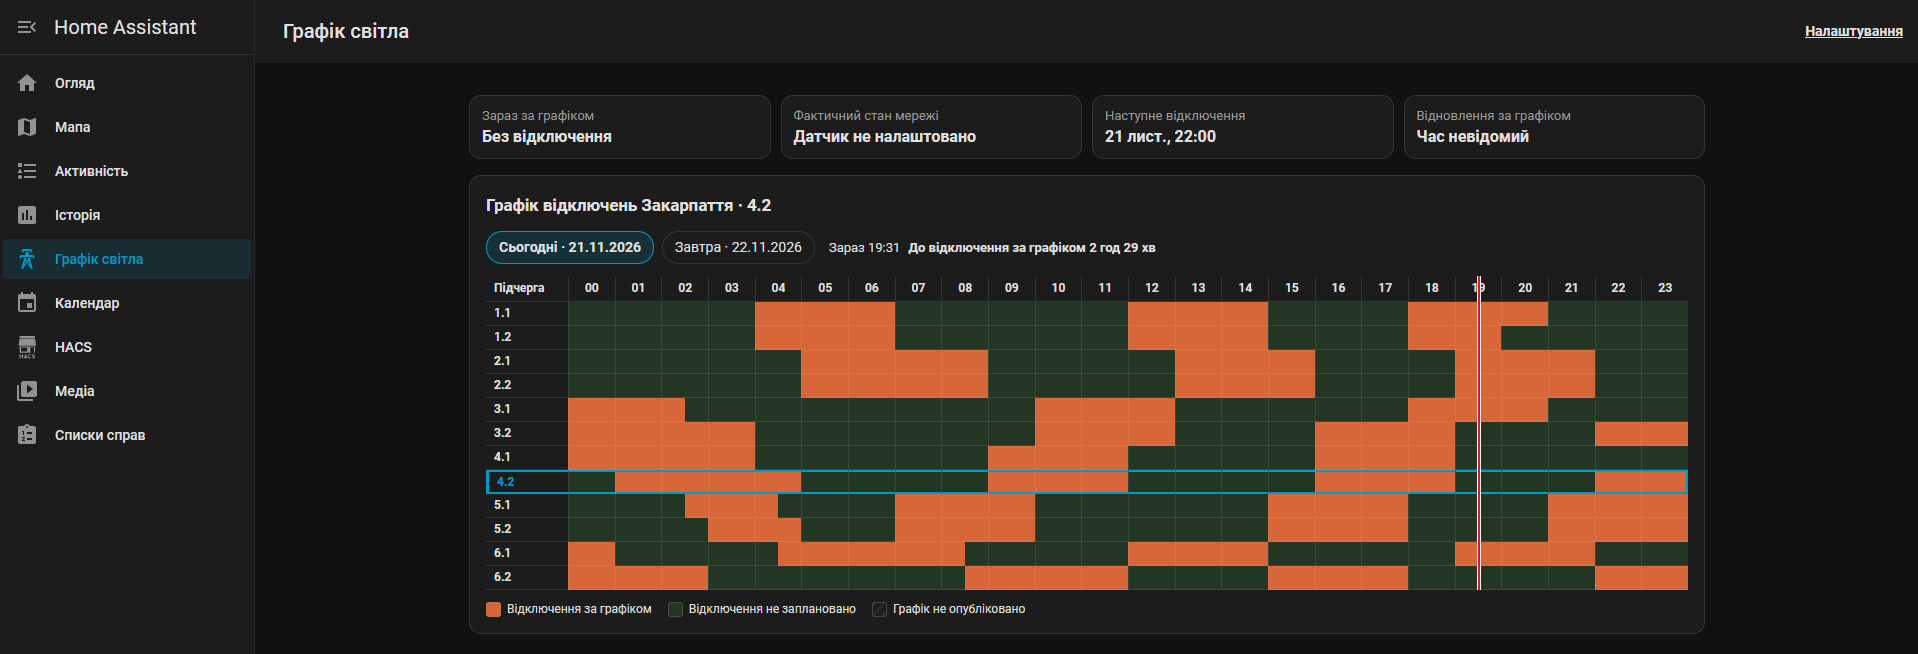 Home Assistant
Огляд
Мапа
Активність
Історія
Графік світла
Календар
HACS
HACS
Медіа
Списки справ
Графік світла
Налаштування
Зараз за графіком
Без відключення
Фактичний стан мережі
Датчик не налаштовано
Наступне відключення
21 лист., 22:00
Відновлення за графіком
Час невідомий
Графік відключень Закарпаття · 4.2
Сьогодні · 21.11.2026 Завтра · 22.11.2026 Зараз 19:31 До відключення за графіком 2 год 29 хв
Підчерга 00 01 02 03 04 05 06 07 08 09 10 11 12 13 14 15 16 17 18 19 20 21 22 23
1.1
1.2
2.1
2.2
3.1
3.2
4.1
4.2
5.1
5.2
6.1
6.2
Відключення за графіком Відключення не заплановано Графік не опубліковано